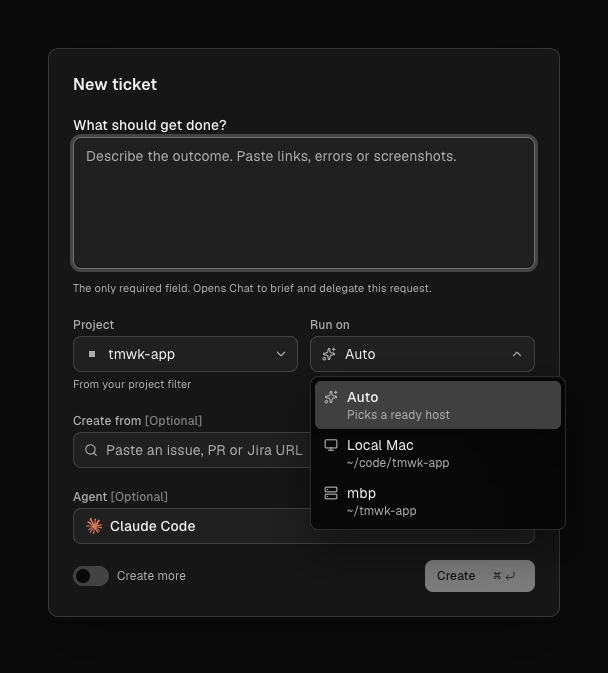 New ticket
What should get done?
Describe the outcome. Paste links, errors or screenshots.
The only required field. Opens Chat to brief and delegate this request.
Project
tmwk-app
From your project filter
Run on
Auto
Auto
Picks a ready host
Local Mac
~/code/tmwk-app
mbp
~/tmwk-app
Create from [Optional]
Paste an issue, PR or Jira URL
Agent [Optional]
Claude Code
Create more
Create ⌘ ↵